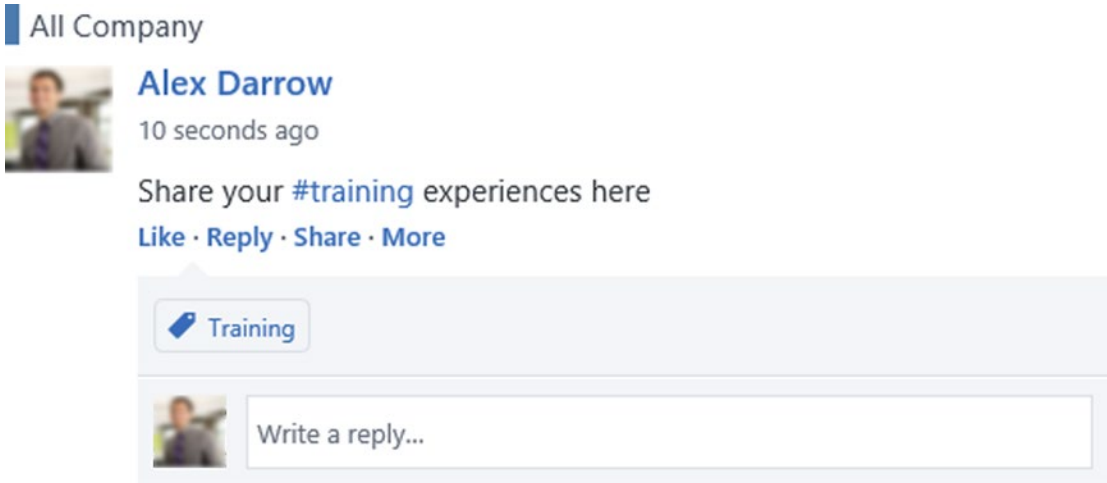 All Company
Alex Darrow
10 seconds ago
Share your #training experiences here
Like · Reply · Share · More
Training
Write a reply...